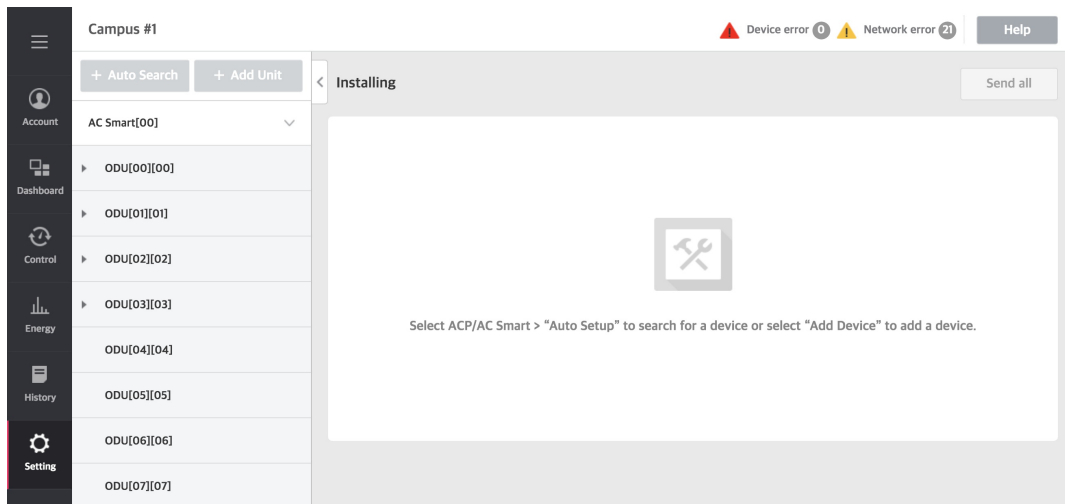 Campus #1
Device error 0
Network error 21
Help
+ Auto Search
+ Add Unit
Installing
Send all
Account
AC Smart[00]
ODU[00][00]
Dashboard
ODU[01][01]
Control
ODU[02][02]
ODU[03][03]
Energy
Select ACP/AC Smart > “Auto Setup” to search for a device or select “Add Device” to add a device.
ODU[04][04]
History
ODU[05][05]
ODU[06][06]
Setting
ODU[07][07]